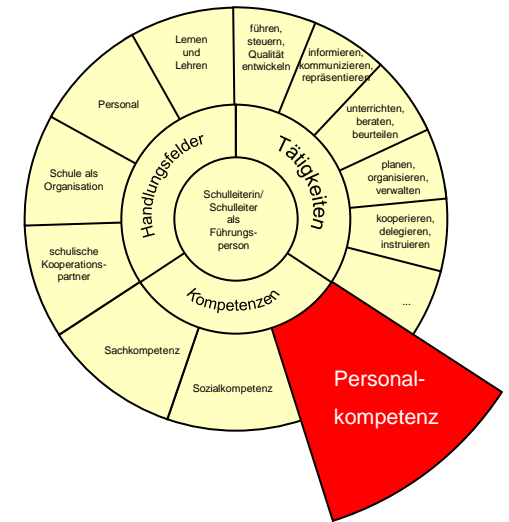 Lernen
und
Lehren
führen,
steuern,
Qualität
entwickeln
informieren,
kommunizieren,
repräsentieren
unterrichten,
beraten,
beurteilen
planen,
organisieren,
verwalten
kooperieren,
delegieren,
instruieren
...
Personal
Schule als
Organisation
schulische
Kooperations-
partner
Handlungsfelder
Tätigkeiten
Kompetenzen
Schulleiterin/
Schulleiter
als
Führungs-
person
Sachkompetenz
Sozialkompetenz
Personal-
kompetenz